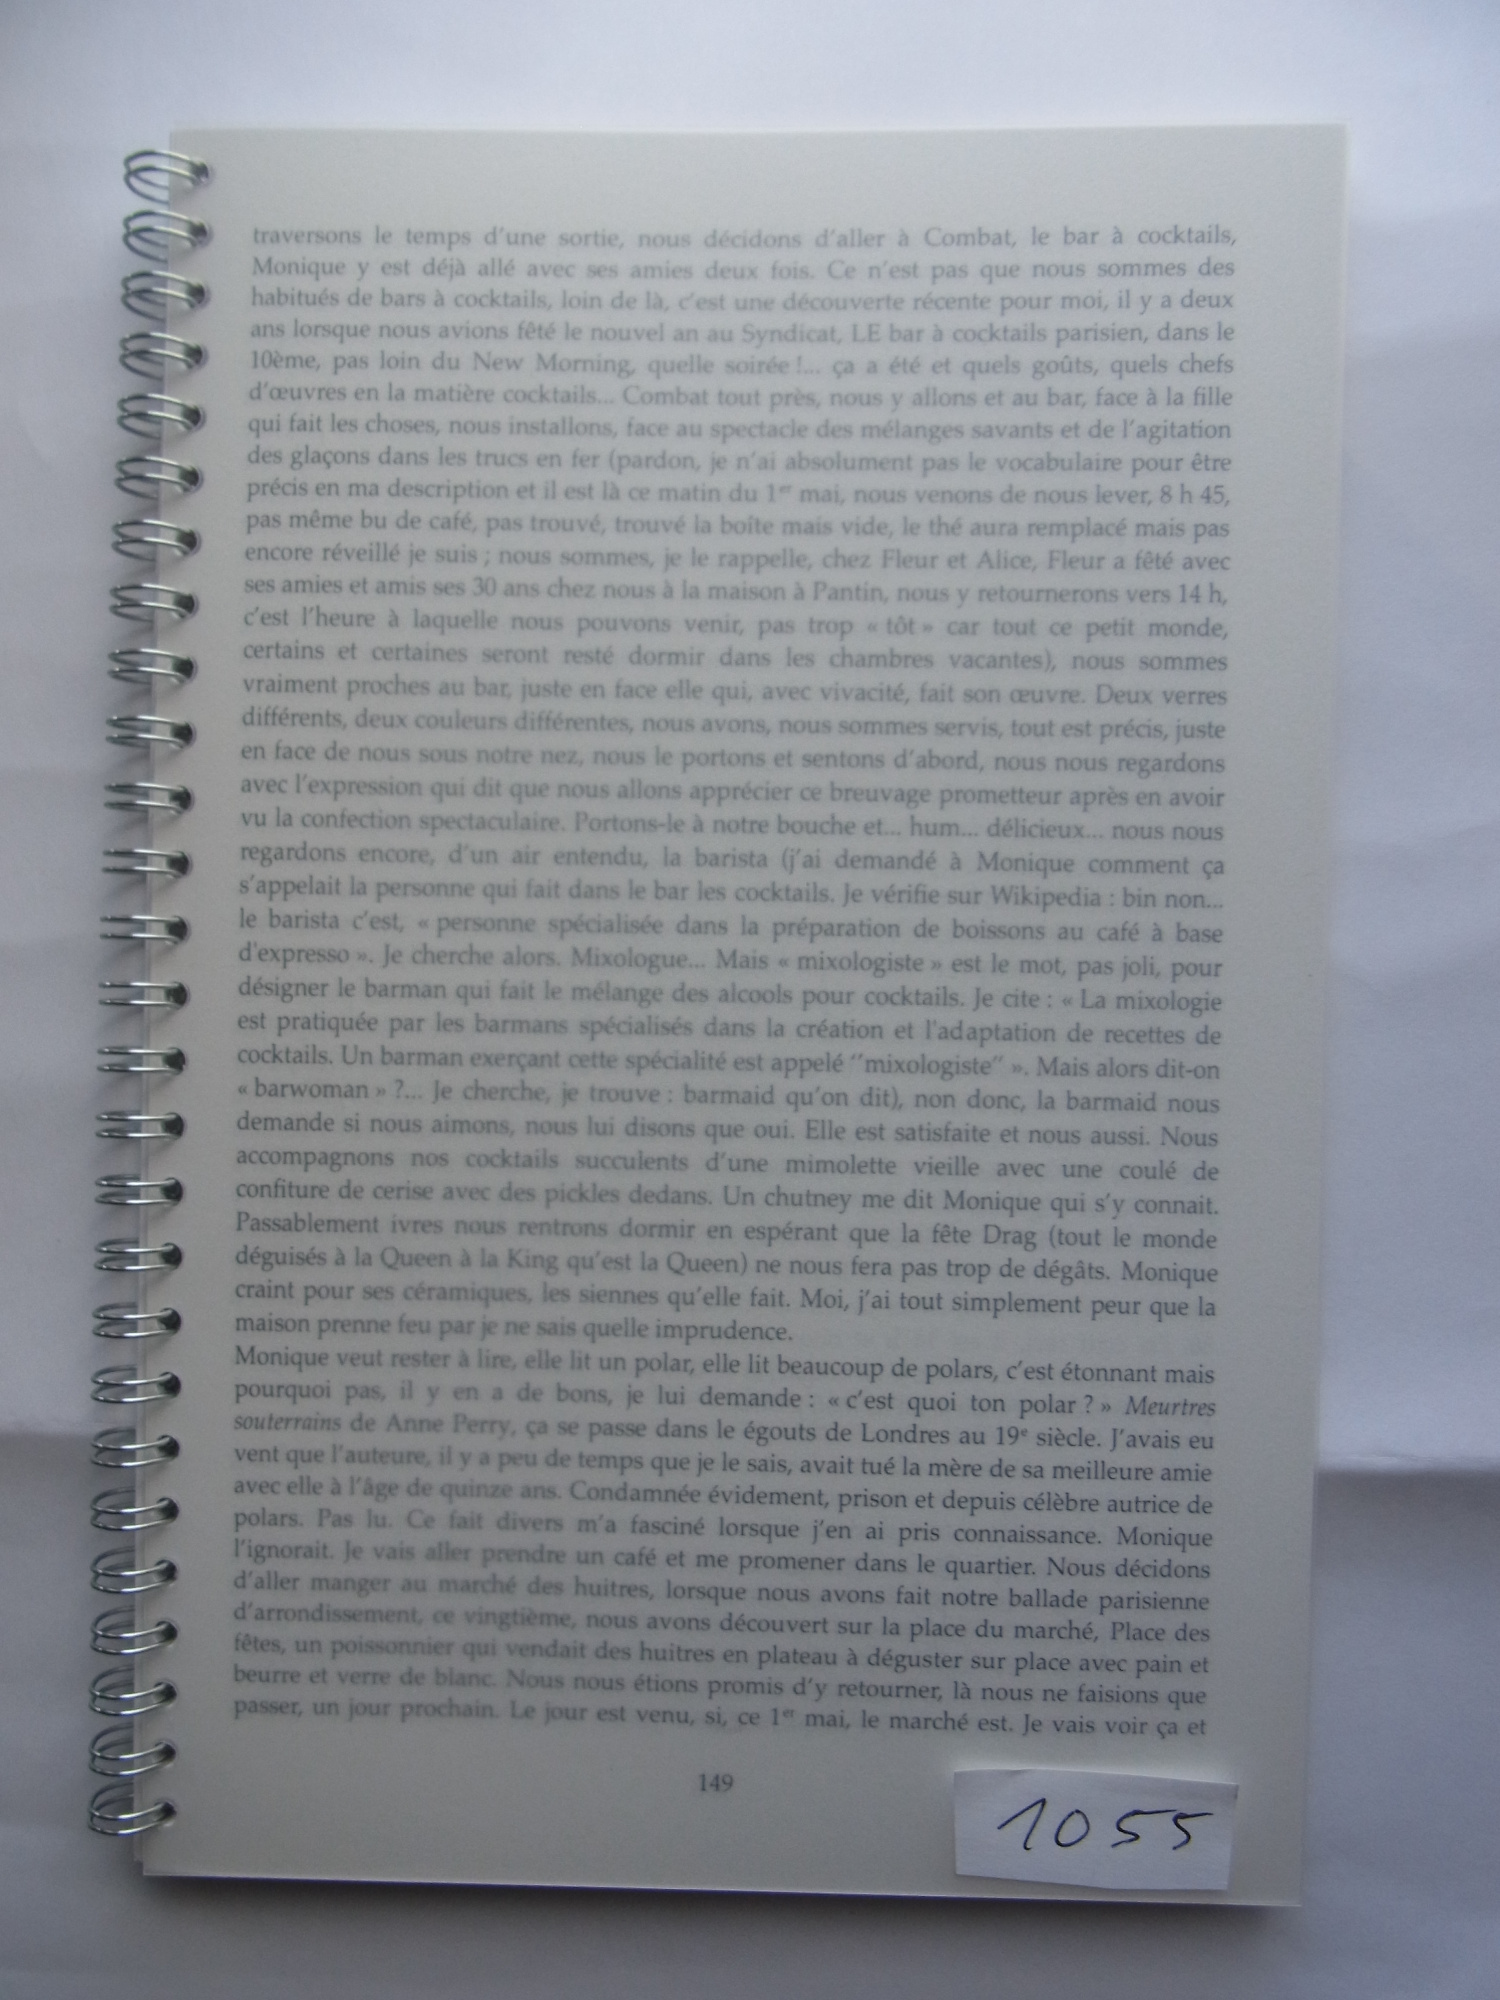 traversons le temps d'une sortie, nous décidons d'aller à Combat, le bar à cocktails,
Monique y est déjà allé avec ses amies deux fois. Ce n'est pas que nous sommes des
habitués de bars à cocktails, loin de là, c'est une découverte récente pour moi, il y a deux
ans lorsque nous avions fêté le nouvel an au Syndicat, LE bar à cocktails parisien, dans le
10ème, pas loin du New Morning, quelle soirée !... ça a été et quels goûts, quels chefs
d'œuvres en la matière cocktails... Combat tout près, nous y allons et au bar, face à la fille
qui fait les choses, nous installons, face au spectacle des mélanges savants et de l'agitation
des glaçons dans les trucs en fer (pardon, je n'ai absolument pas le vocabulaire pour être
précis en ma description et il est là ce matin du 1er mai, nous venons de nous lever, 8 h 45,
pas même bu de café, pas trouvé, trouvé la boîte mais vide, le thé aura remplacé mais pas
encore réveillé je suis ; nous sommes, je le rappelle, chez Fleur et Alice, Fleur a fêté avec
ses amies et amis ses 30 ans chez nous à la maison à Pantin, nous y retournerons vers 14 h,
c'est l'heure à laquelle nous pouvons venir, pas trop « tôt » car tout ce petit monde,
certains et certaines seront resté dormir dans les chambres vacantes), nous sommes
vraiment proches au bar, juste en face elle qui, avec vivacité, fait son œuvre. Deux verres
différents, deux couleurs différentes, nous avons, nous sommes servis, tout est précis, juste
en face de nous sous notre nez, nous le portons et sentons d'abord, nous nous regardons
avec l'expression qui dit que nous allons apprécier ce breuvage prometteur après en avoir
vu la confection spectaculaire. Portons-le à notre bouche et... hum... délicieux... nous nous
regardons encore, d'un air entendu, la barista (j'ai demandé à Monique comment ça
s'appelait la personne qui fait dans le bar les cocktails. Je vérifie sur Wikipedia : bin non...
le barista c'est, « personne spécialisée dans la préparation de boissons au café à base
d'expresso ». Je cherche alors. Mixologue... Mais « mixologiste » est le mot, pas joli, pour
désigner le barman qui fait le mélange des alcools pour cocktails. Je cite : « La mixologie
est pratiquée par les barmans spécialisés dans la création et l'adaptation de recettes de
cocktails. Un barman exerçant cette spécialité est appelé ‘‘mixologiste’’ ». Mais alors dit-on
« barwoman » ?... Je cherche, je trouve : barmaid qu'on dit), non donc, la barmaid nous
demande si nous aimons, nous lui disons que oui. Elle est satisfaite et nous aussi. Nous
accompagnons nos cocktails succulents d'une mimolette vieille avec une coulé de
confiture de cerise avec des pickles dedans. Un chutney me dit Monique qui s'y connait.
Passablement ivres nous rentrons dormir en espérant que la fête Drag (tout le monde
déguisés à la Queen à la King qu'est la Queen) ne nous fera pas trop de dégâts. Monique
craint pour ses céramiques, les siennes qu'elle fait. Moi, j'ai tout simplement peur que la
maison prenne feu par je ne sais quelle imprudence.
Monique veut rester à lire, elle lit un polar, elle lit beaucoup de polars, c'est étonnant mais
pourquoi pas, il y en a de bons, je lui demande : « c'est quoi ton polar ? » Meurtres
souterrains de Anne Perry, ça se passe dans le égouts de Londres au 19e siècle. J'avais eu
vent que l'auteure, il y a peu de temps que je le sais, avait tué la mère de sa meilleure amie
avec elle à l'âge de quinze ans. Condamnée évidement, prison et depuis célèbre autrice de
polars. Pas lu. Ce fait divers m'a fasciné lorsque j'en ai pris connaissance. Monique
l'ignorait. Je vais aller prendre un café et me promener dans le quartier. Nous décidons
d'aller manger au marché des huitres, lorsque nous avons fait notre ballade parisienne
d'arrondissement, ce vingtième, nous avons découvert sur la place du marché, Place des
fêtes, un poissonnier qui vendait des huitres en plateau à déguster sur place avec pain et
beurre et verre de blanc. Nous nous étions promis d'y retourner, là nous ne faisions que
passer, un jour prochain. Le jour est venu, si, ce 1er mai, le marché est. Je vais voir ça et
149
1055